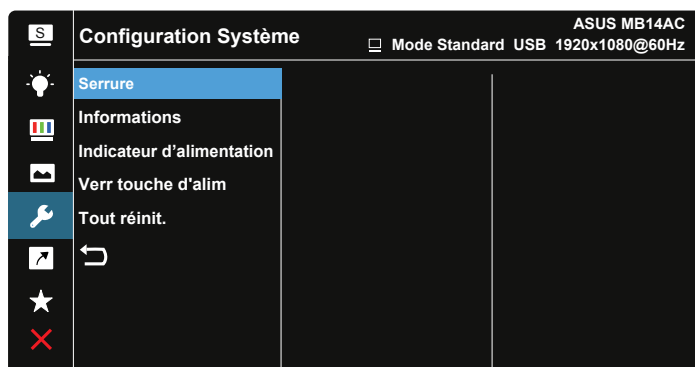 S
Configuration Système
ASUS MB14AC
Mode Standard USB 1920x1080@60Hz
Serrure
Informations
Indicateur d’alimentation
Verr touche d'alim
Tout réinit.